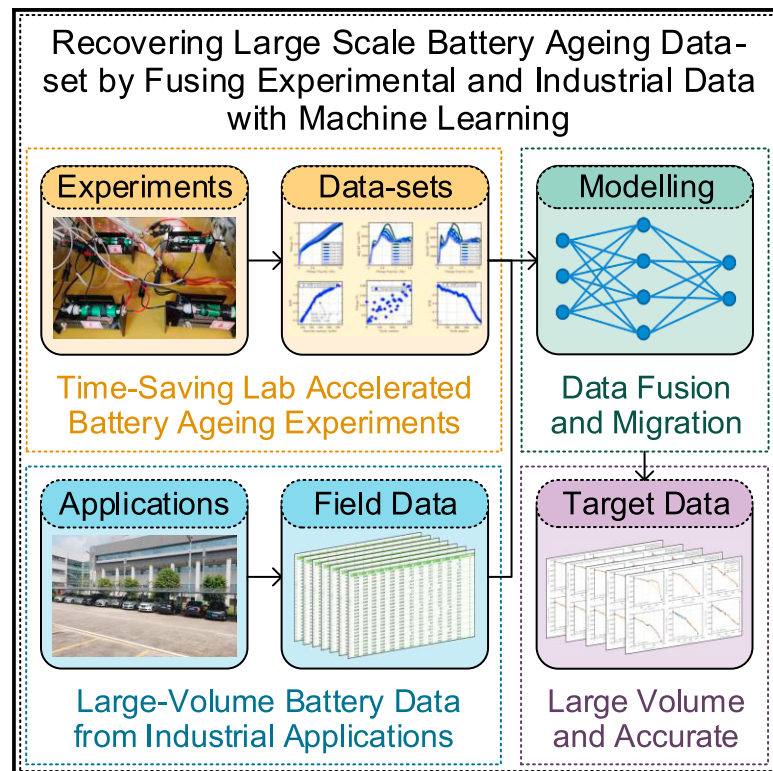 Recovering Large Scale Battery Ageing Data-
set by Fusing Experimental and Industrial Data
with Machine Learning
Experiments
Data-sets
Modelling
Time-Saving Lab Accelerated
Battery Ageing Experiments
Data Fusion
and Migration
Applications
Field Data
Target Data
Large-Volume Battery Data
from Industrial Applications
Large Volume
and Accurate